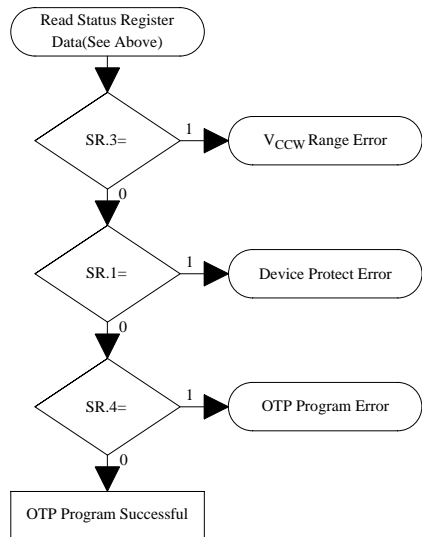 Read Status Register
Data(See Above)
SR.3=
1
VCCW Range Error
0
SR.1=
1
Device Protect Error
0
SR.4=
1
OTP Program Error
0
OTP Program Successful